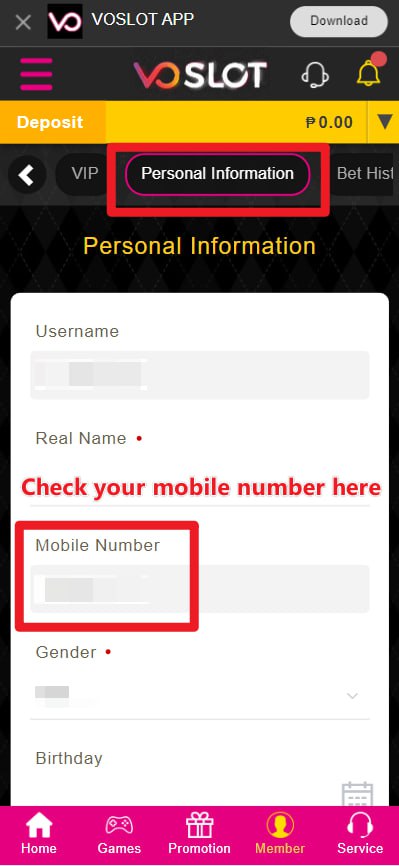 VOSLOT APP
Download
VOSLOT
Deposit
₱0.00
VIP
Personal Information
Bet Hist
Personal Information
Username
Real Name •
Check your mobile number here
Mobile Number
Gender •
Birthday
Home
Games
Promotion
Member
Service